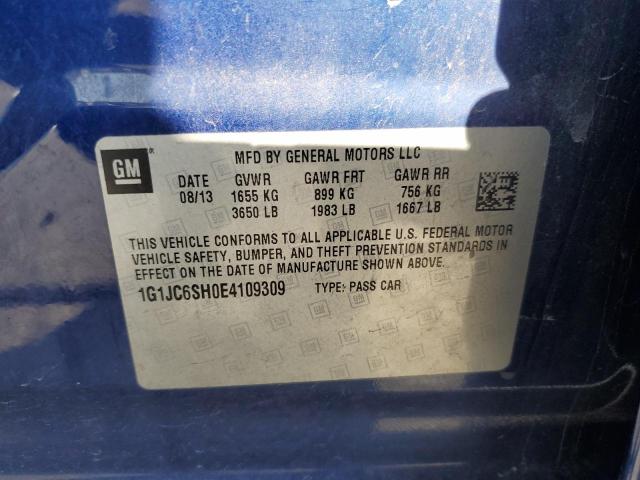 GM
MFD BY GENERAL MOTORS LLC
DATE GVWR GAWR FRT GAWR RR
08/13 1655 KG 899 KG 756 KG
3650 LB 1983 LB 1667 LB
THIS VEHICLE CONFORMS TO ALL APPLICABLE U.S. FEDERAL MOTOR
VEHICLE SAFETY, BUMPER, AND THEFT PREVENTION STANDARDS IN
EFFECT ON THE DATE OF MANUFACTURE SHOWN ABOVE.
1G1JC6SH0E4109309 TYPE: PASS CAR